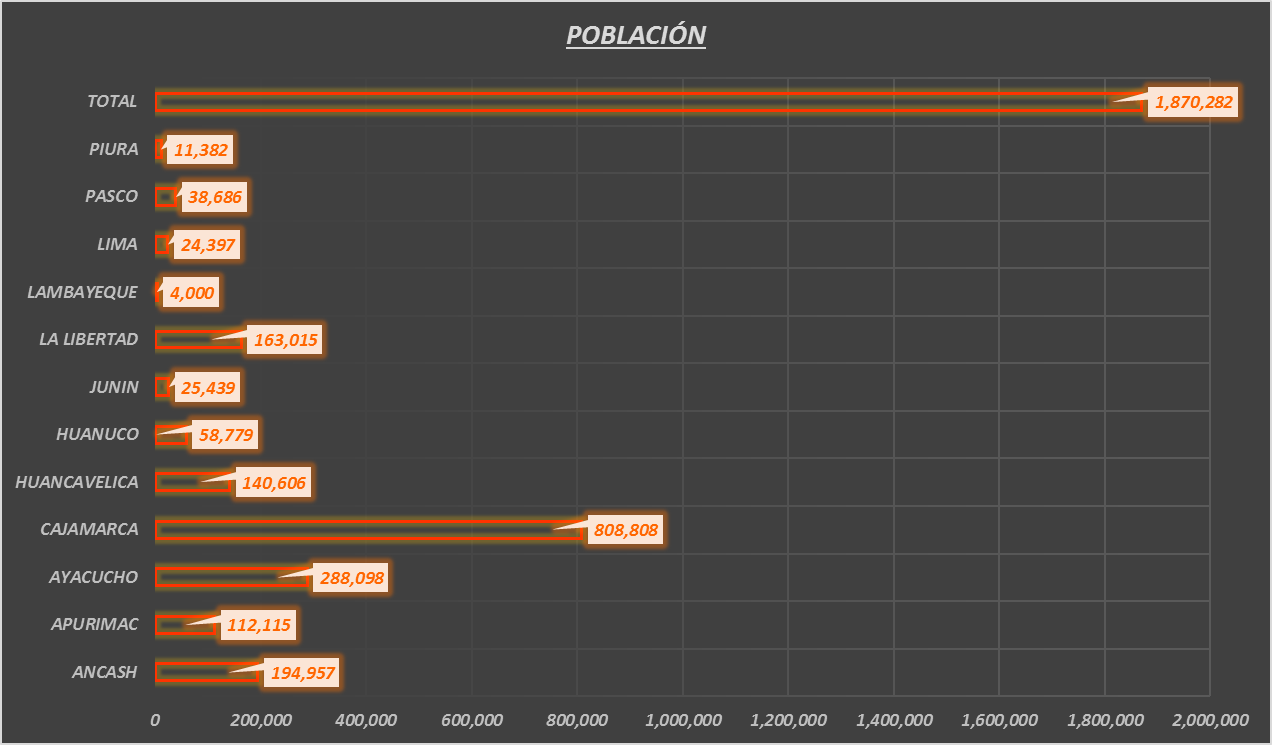 POBLACIÓN
TOTAL 1,870,282
PIURA 11,382
PASCO 38,686
LIMA 24,397
LAMBAYEQUE 4,000
LA LIBERTAD 163,015
JUNIN 25,439
HUANUCO 58,779
HUANCAVELICA 140,606
CAJAMARCA 808,808
AYACUCHO 288,098
APURIMAC 112,115
ANCASH 194,957
0 200,000 400,000 600,000 800,000 1,000,000 1,200,000 1,400,000 1,600,000 1,800,000 2,000,000